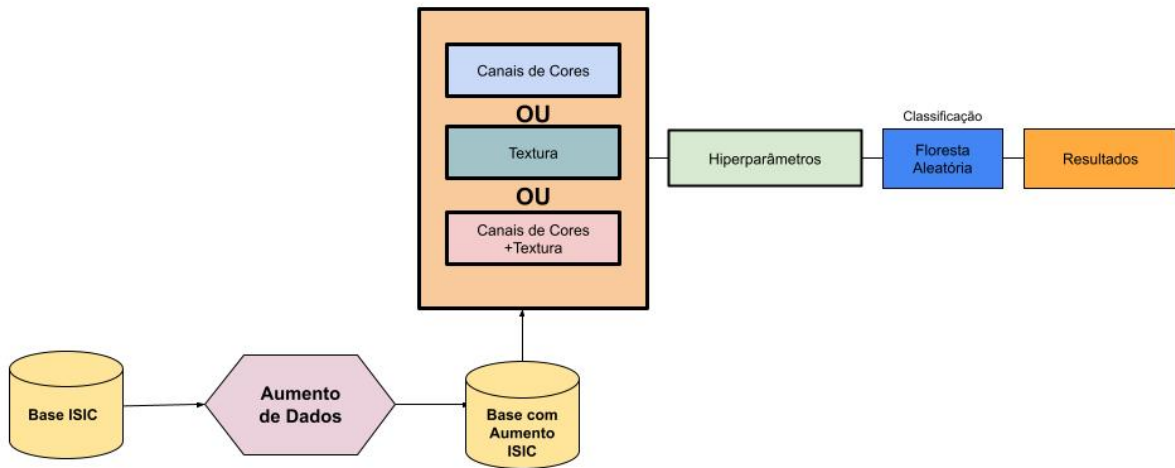 Canais de Cores
OU
Textura
OU
Canais de Cores
+Textura
Hiperparâmetros
Classificação
Floresta
Aleatória
Resultados
Base ISIC
Aumento
de Dados
Base com
Aumento
ISIC